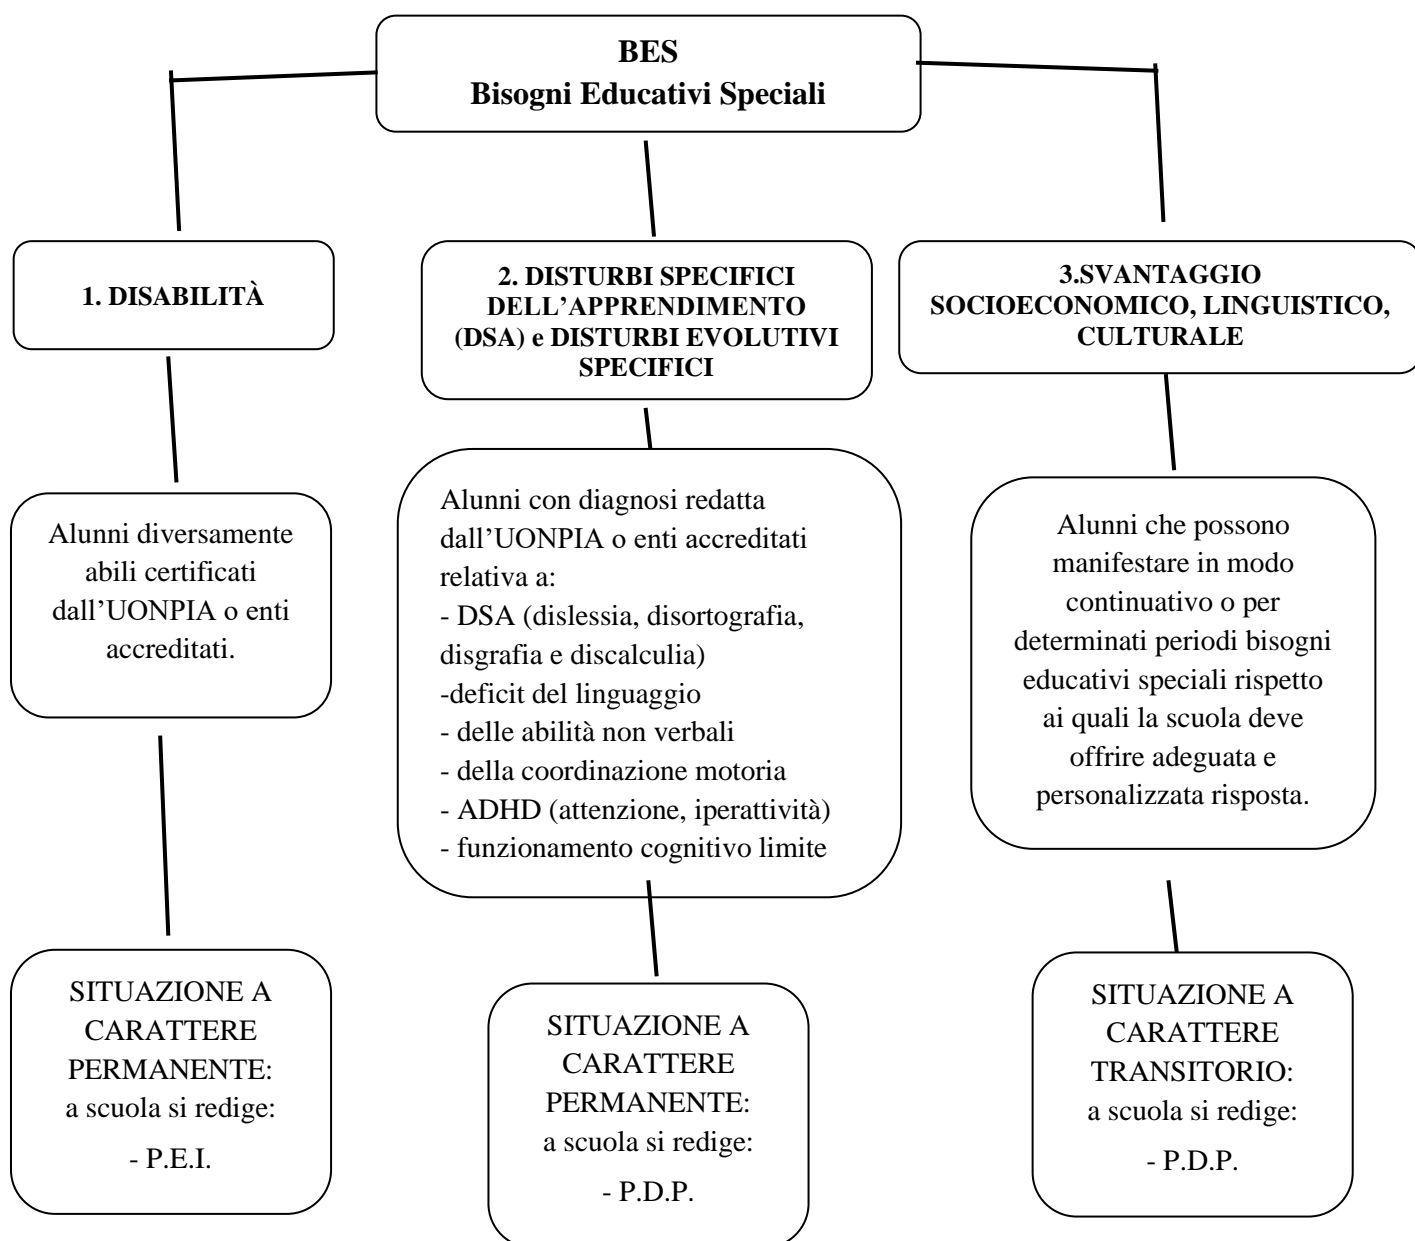 BES
Bisogni Educativi Speciali
1. DISABILITÀ
2. DISTURBI SPECIFICI
DELL’APPRENDIMENTO
(DSA) e DISTURBI EVOLUTIVI
SPECIFICI
3.SVANTAGGIO
SOCIOECONOMICO, LINGUISTICO,
CULTURALE
Alunni diversamente
abili certificati
dall’UONPIA o enti
accreditati.
Alunni con diagnosi redatta
dall’UONPIA o enti accreditati
relativa a:
- DSA (dislessia, disortografia,
disgrafia e discalculia)
-deficit del linguaggio
- delle abilità non verbali
- della coordinazione motoria
- ADHD (attenzione, iperattività)
- funzionamento cognitivo limite
Alunni che possono
manifestare in modo
continuativo o per
determinati periodi bisogni
educativi speciali rispetto
ai quali la scuola deve
offrire adeguata e
personalizzata risposta.
SITUAZIONE A
CARATTERE
PERMANENTE:
a scuola si redige:
- P.E.I.
SITUAZIONE A
CARATTERE
PERMANENTE:
a scuola si redige:
- P.D.P.
SITUAZIONE A
CARATTERE
TRANSITORIO:
a scuola si redige:
- P.D.P.